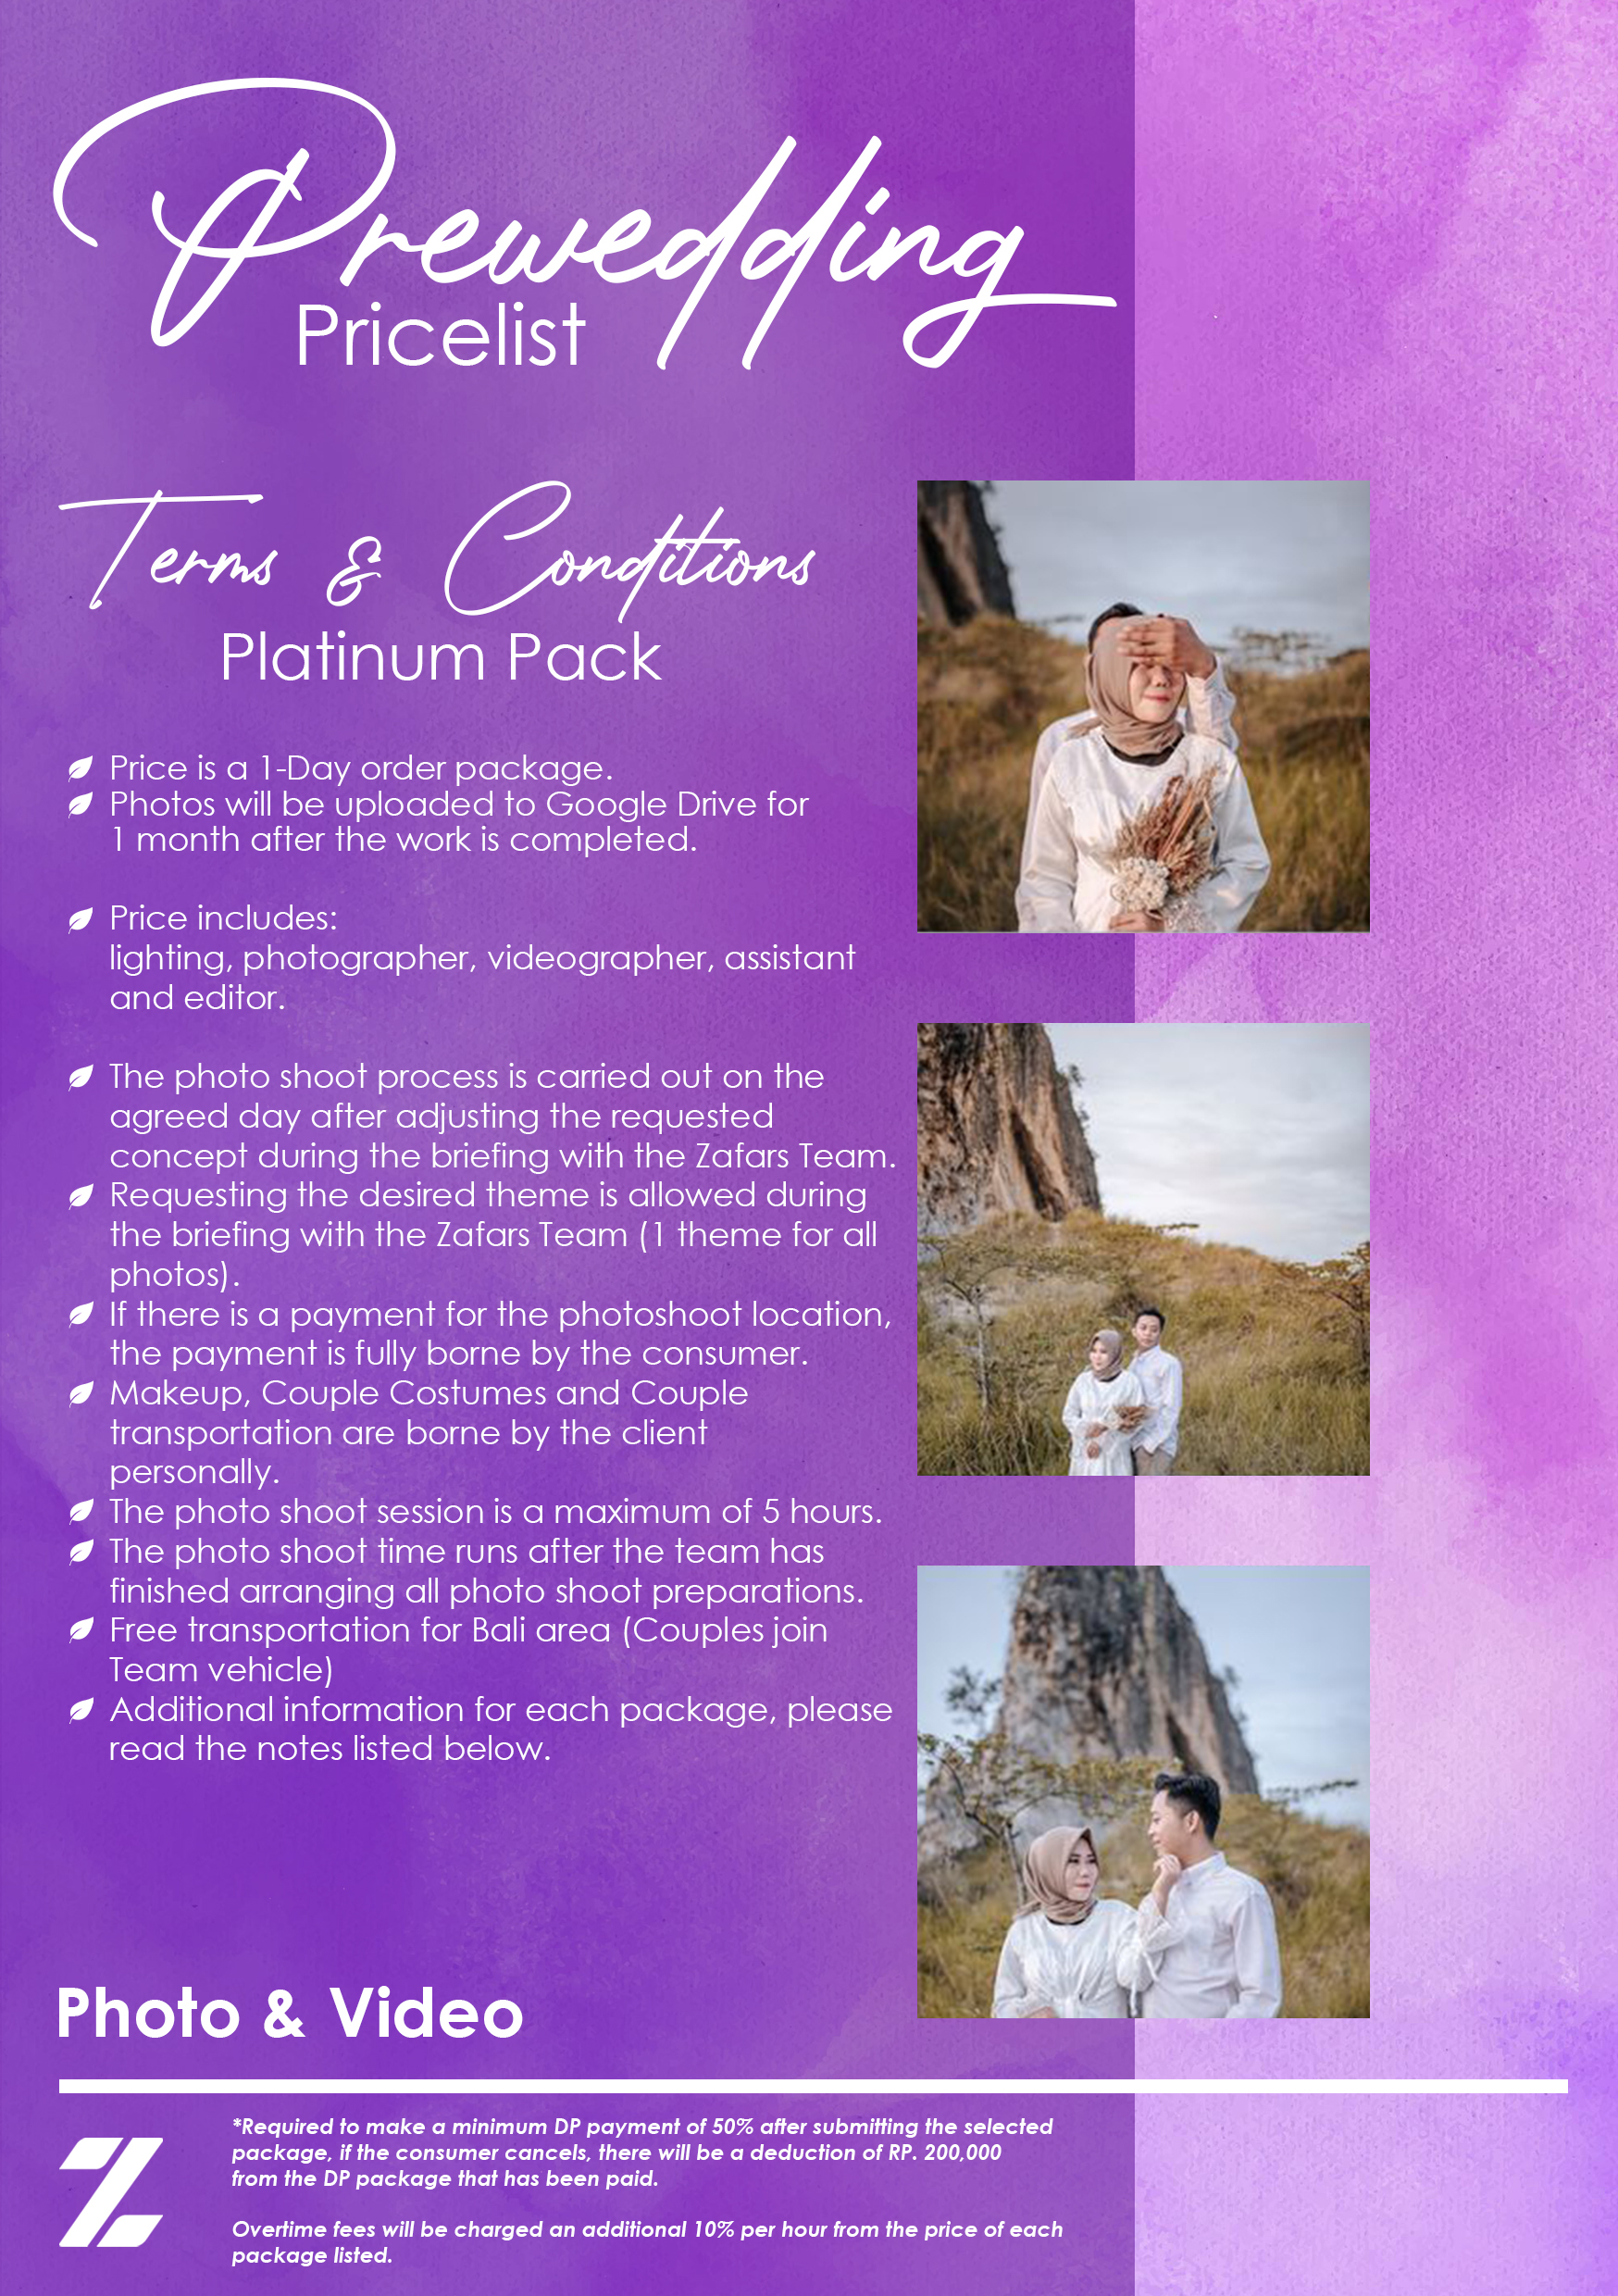 Prewedding
Pricelist
Terms & Conditions
Platinum Pack
Price is a 1-Day order package.
Photos will be uploaded to Google Drive for
1 month after the work is completed.
Price includes:
lighting, photographer, videographer, assistant
and editor.
The photo shoot process is carried out on the
agreed day after adjusting the requested
concept during the briefing with the Zafars Team.
Requesting the desired theme is allowed during
the briefing with the Zafars Team (1 theme for all
photos).
If there is a payment for the photoshoot location,
the payment is fully borne by the consumer.
Makeup, Couple Costumes and Couple
transportation are borne by the client
personally.
The photo shoot session is a maximum of 5 hours.
The photo shoot time runs after the team has
finished arranging all photo shoot preparations.
Free transportation for Bali area (Couples join
Team vehicle)
Additional information for each package, please
read the notes listed below.
Photo & Video
*Required to make a minimum DP payment of 50% after submitting the selected
package, if the consumer cancels, there will be a deduction of RP. 200,000
from the DP package that has been paid.
Overtime fees will be charged an additional 10% per hour from the price of each
package listed.